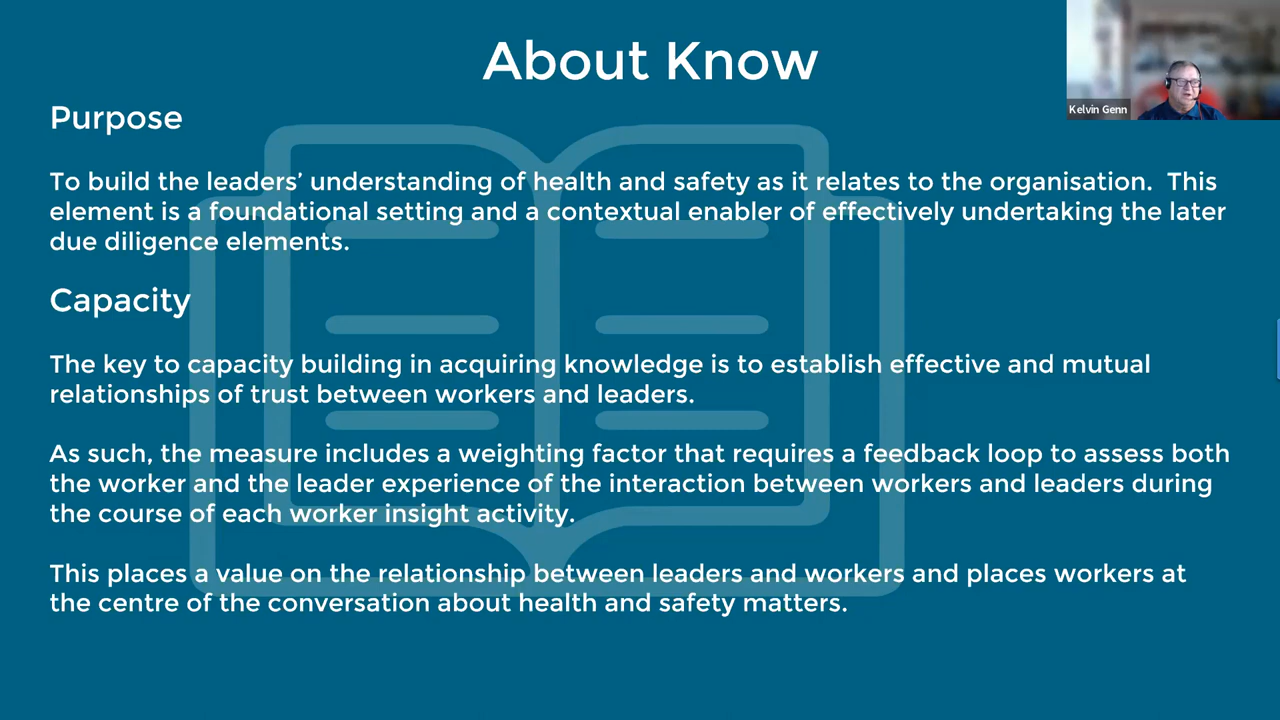 About Know
Kelvin Genn
Purpose
To build the leaders’ understanding of health and safety as it relates to the organisation.  This
element is a foundational setting and a contextual enabler of effectively undertaking the later
due diligence elements.
Capacity
The key to capacity building in acquiring knowledge is to establish effective and mutual
relationships of trust between workers and leaders.
As such, the measure includes a weighting factor that requires a feedback loop to assess both
the worker and the leader experience of the interaction between workers and leaders during
the course of each worker insight activity.
This places a value on the relationship between leaders and workers and places workers at
the centre of the conversation about health and safety matters.